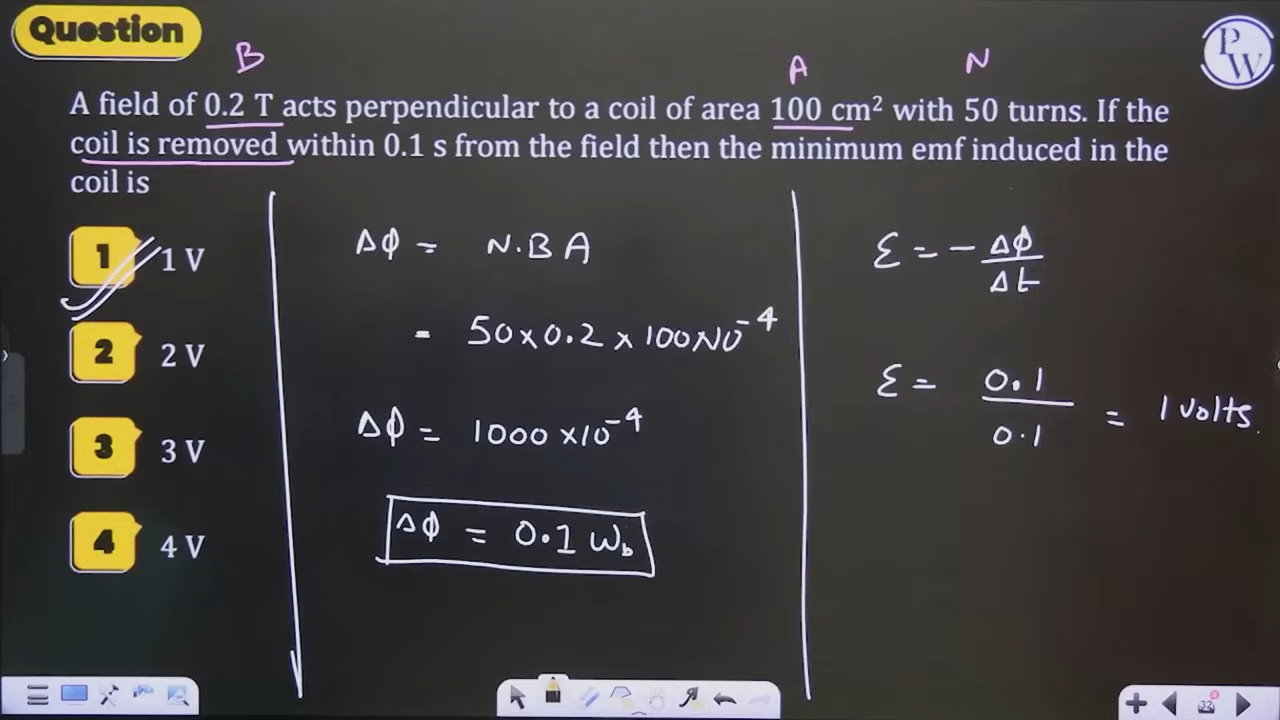 Question
PW
B
A
N
A field of 0.2 T acts perpendicular to a coil of area 100 cm² with 50 turns. If the
coil is removed within 0.1 s from the field then the minimum emf induced in the
coil is
1 1 V
2 2 V
3 3 V
4 4 V
Δϕ = N.BA
= 50×0.2×100×10⁻⁴
Δϕ = 1000×10⁻⁴
Δϕ = 0.1 Wb
Ɛ = - Δϕ/Δt
Ɛ = 0.1/0.1 = 1 volts.
32